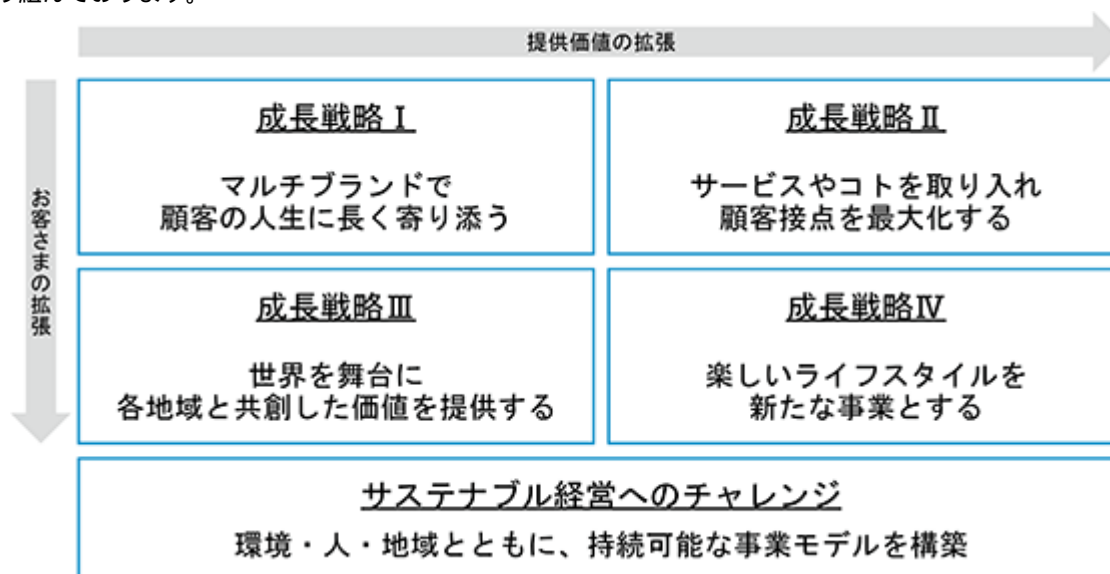 り組んでおります。
提供価値の拡張
お客さまの拡張
成長戦略Ⅰ
マルチブランドで
顧客の人生に長く寄り添う
成長戦略Ⅱ
サービスやコトを取り入れ
顧客接点を最大化する
成長戦略Ⅲ
世界を舞台に
各地域と共創した価値を提供する
成長戦略Ⅳ
楽しいライフスタイルを
新たな事業とする
サステナブル経営へのチャレンジ
環境・人・地域とともに、持続可能な事業モデルを構築